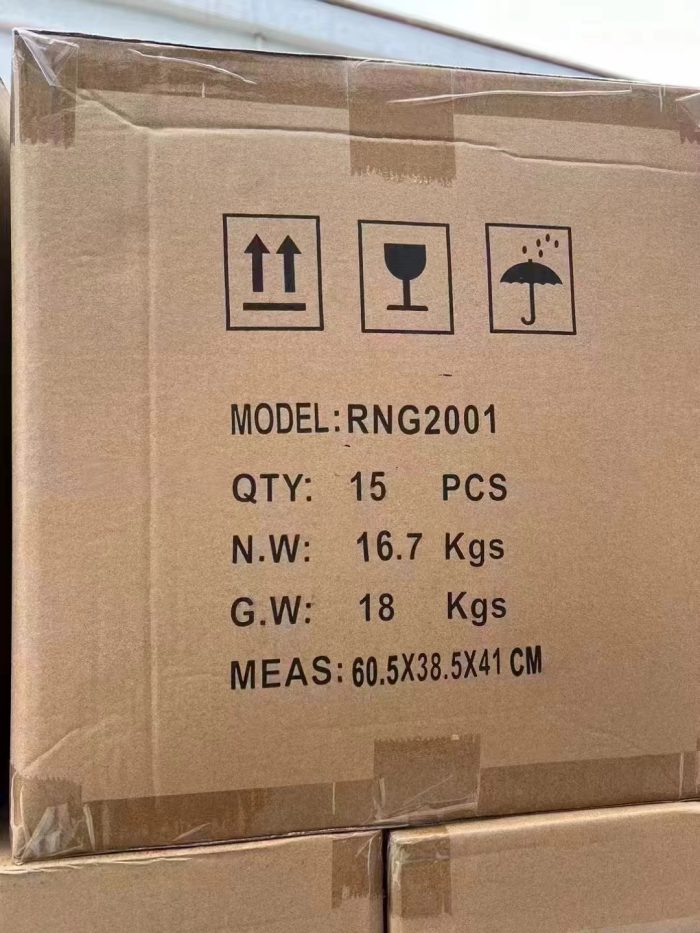 MODEL:RNG2001
QTY: 15 PCS
N.W: 16.7 Kgs
G.W: 18 Kgs
MEAS:60.5X38.5X41 CM